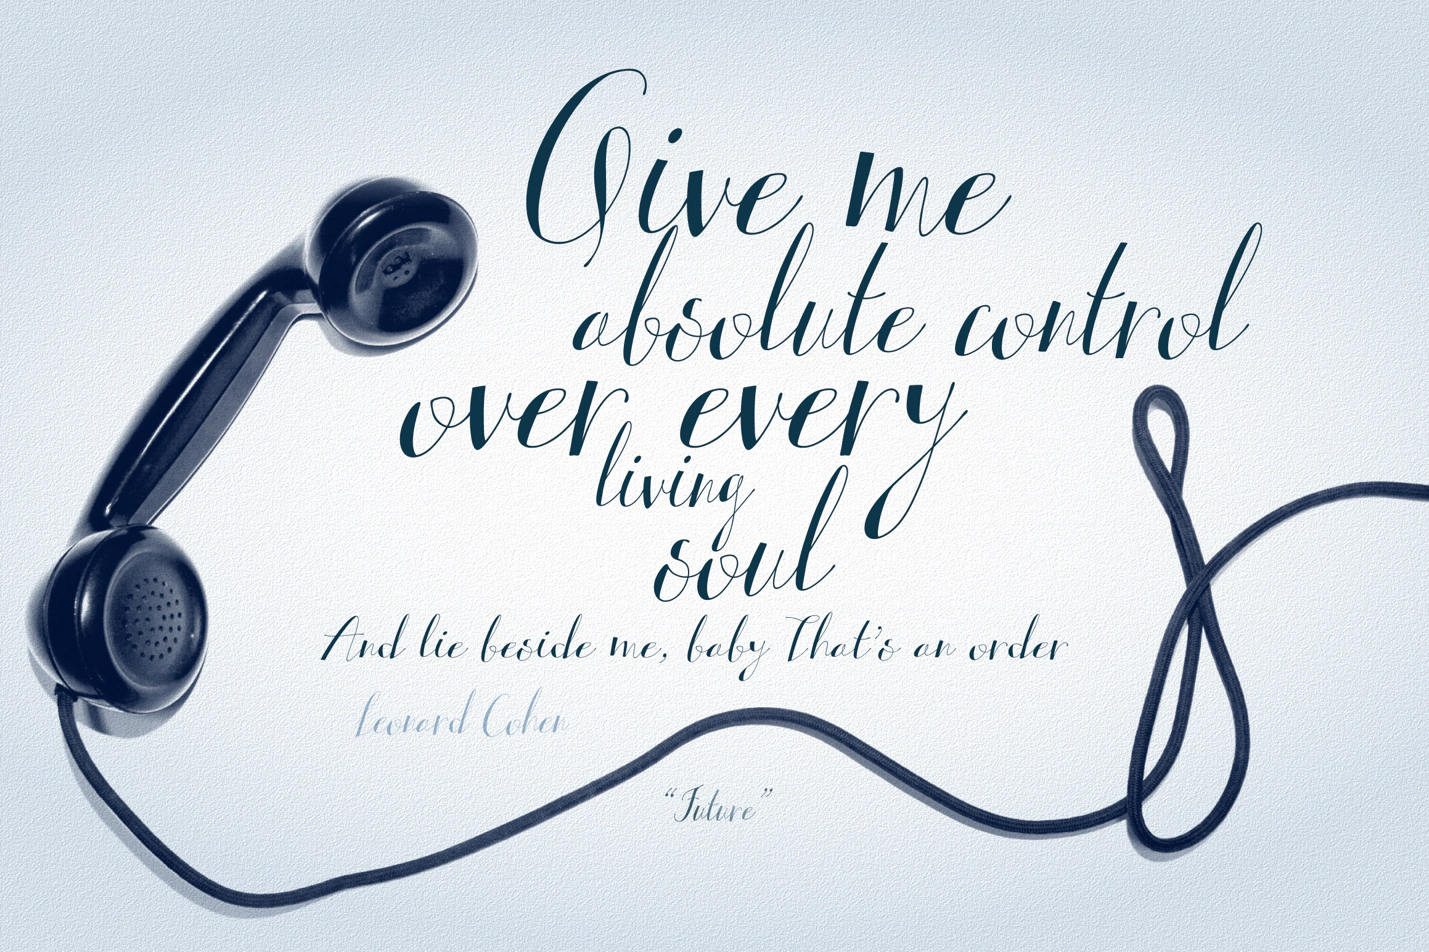 Give me
absolute control
over every
living
soul
And lie beside me, baby That's an order
Leonard Cohen
"Future"